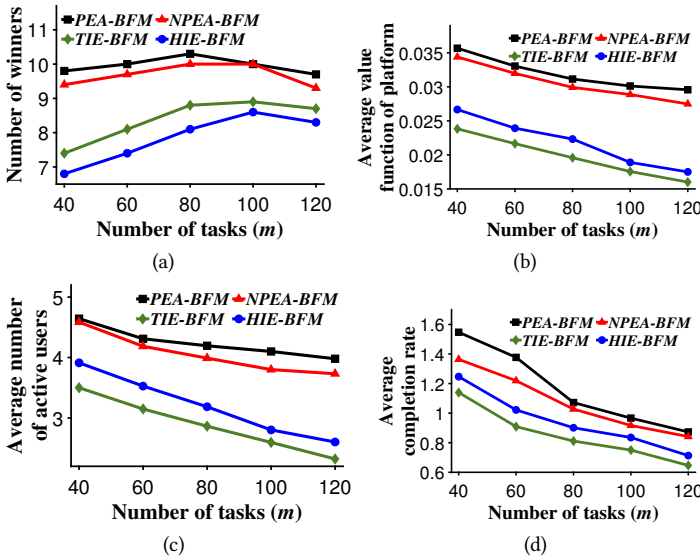 PEA-BFM NPEA-BFM
TIE-BFM HIE-BFM
Number of winners
10
9
8
7
40 60 80 100 120
Number of tasks (m)
(a)
PEA-BFM NPEA-BFM
TIE-BFM HIE-BFM
Average value
function of platform
0.035
0.03
0.025
0.02
0.015
40 60 80 100 120
Number of tasks (m)
(b)
PEA-BFM NPEA-BFM
TIE-BFM HIE-BFM
Average number
of active users
5
4
3
40 60 80 100 120
Number of tasks (m)
(c)
PEA-BFM NPEA-BFM
TIE-BFM HIE-BFM
Average
completion rate
1.6
1.4
1.2
1
0.8
0.6
40 60 80 100 120
Number of tasks (m)
(d)